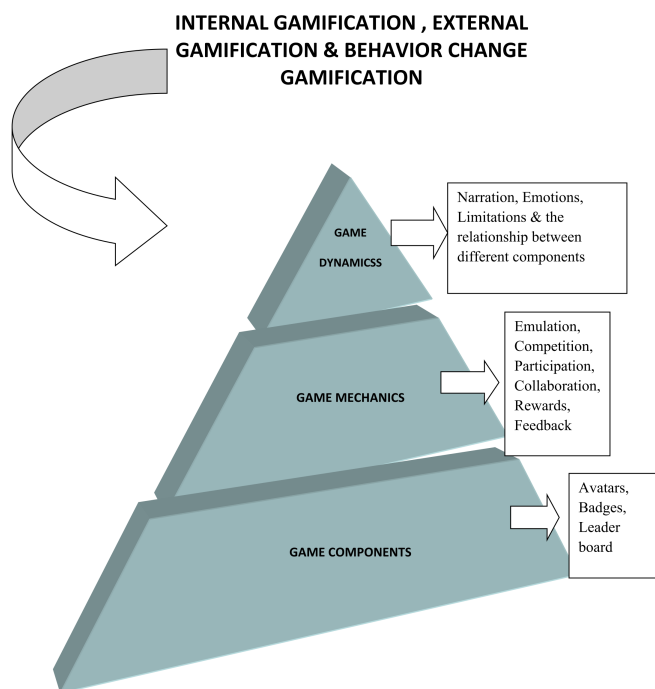 INTERNAL GAMIFICATION , EXTERNAL
GAMIFICATION & BEHAVIOR CHANGE
GAMIFICATION
GAME
DYNAMICSS
Narration, Emotions,
Limitations & the
relationship between
different components
GAME MECHANICS
Emulation,
Competition,
Participation,
Collaboration,
Rewards,
Feedback
GAME COMPONENTS
Avatars,
Badges,
Leader
board